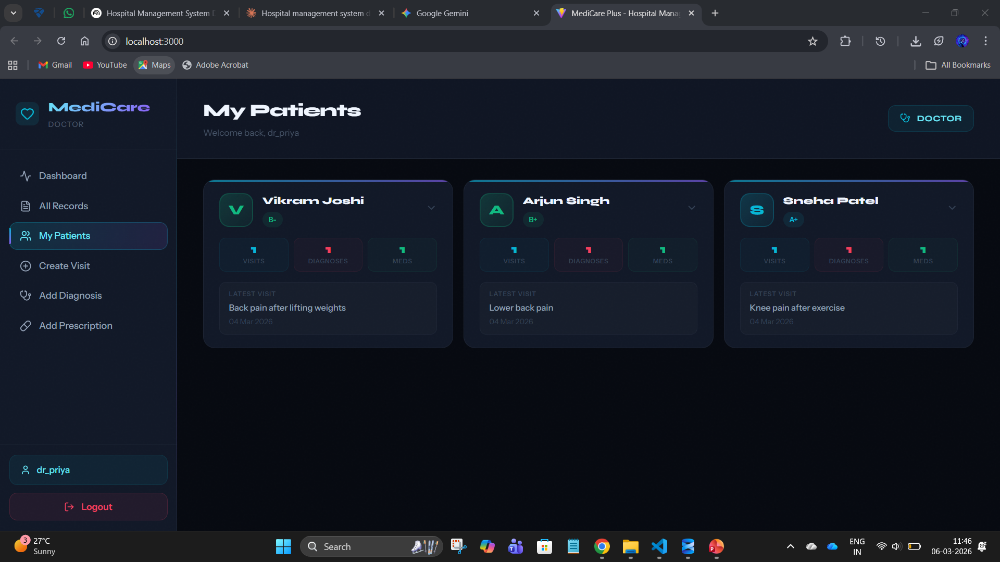 Hospital Management System D
Hospital management system d
Google Gemini
MediCare Plus - Hospital Mana
localhost:3000
Gmail
YouTube
Maps
Adobe Acrobat
All Bookmarks
MediCare
DOCTOR
Dashboard
All Records
My Patients
Create Visit
Add Diagnosis
Add Prescription
dr_priya
Logout
My Patients
Welcome back, dr_priya
DOCTOR
V
Vikram Joshi
B-
1
VISITS
1
DIAGNOSES
1
MEDS
LATEST VISIT
Back pain after lifting weights
04 Mar 2026
A
Arjun Singh
B+
1
VISITS
1
DIAGNOSES
1
MEDS
LATEST VISIT
Lower back pain
04 Mar 2026
S
Sneha Patel
A+
1
VISITS
1
DIAGNOSES
1
MEDS
LATEST VISIT
Knee pain after exercise
04 Mar 2026
3
27°C
Sunny
Search
ENG
IN
11:46
06-03-2026